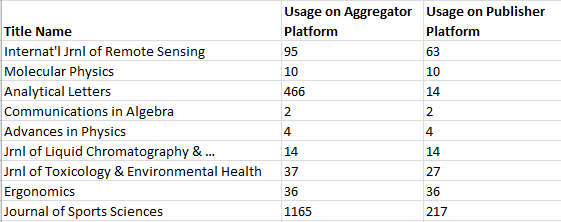 Title Name Usage on Aggregator Platform Usage on Publisher Platform
Internat'l Jrnl of Remote Sensing 95 63
Molecular Physics 10 10
Analytical Letters 466 14
Communications in Algebra 2 2
Advances in Physics 4 4
Jrnl of Liquid Chromatography & ... 14 14
Jrnl of Toxicology & Environmental Health 37 27
Ergonomics 36 36
Journal of Sports Sciences 1165 217